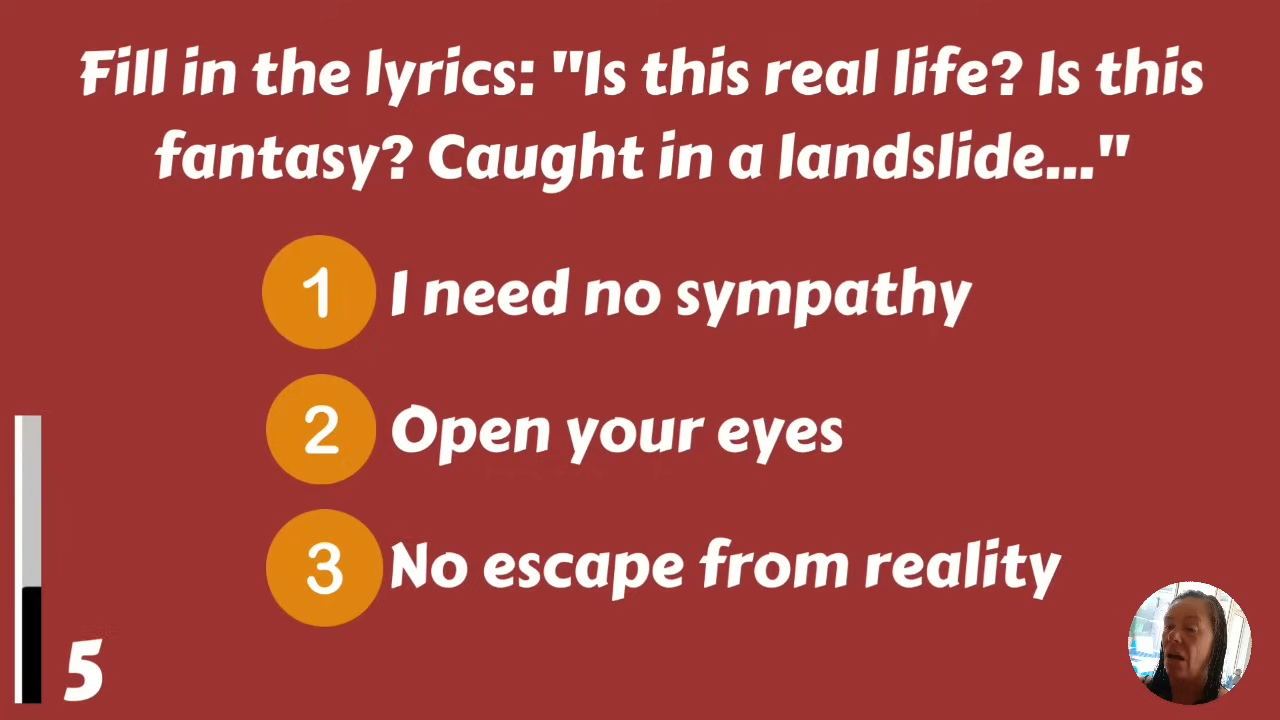 Fill in the lyrics: "Is this real life? Is this
fantasy? Caught in a landslide..."
1 I need no sympathy
2 Open your eyes
3 No escape from reality
5